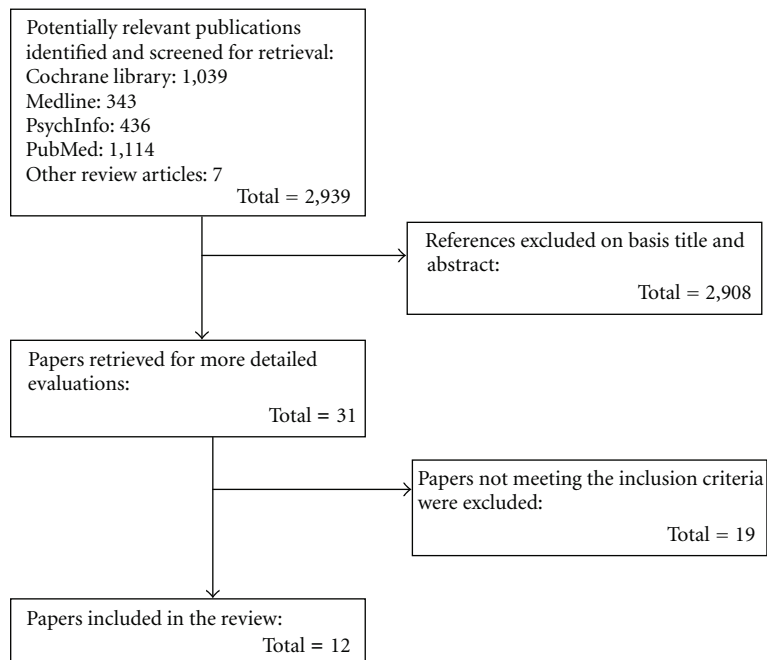 Potentially relevant publications
identified and screened for retrieval:
Cochrane library: 1,039
Medline: 343
PsychInfo: 436
PubMed: 1,114
Other review articles: 7
Total = 2,939
References excluded on basis title and
abstract:
Total = 2,908
Papers retrieved for more detailed
evaluations:
Total = 31
Papers not meeting the inclusion criteria
were excluded:
Total = 19
Papers included in the review:
Total = 12